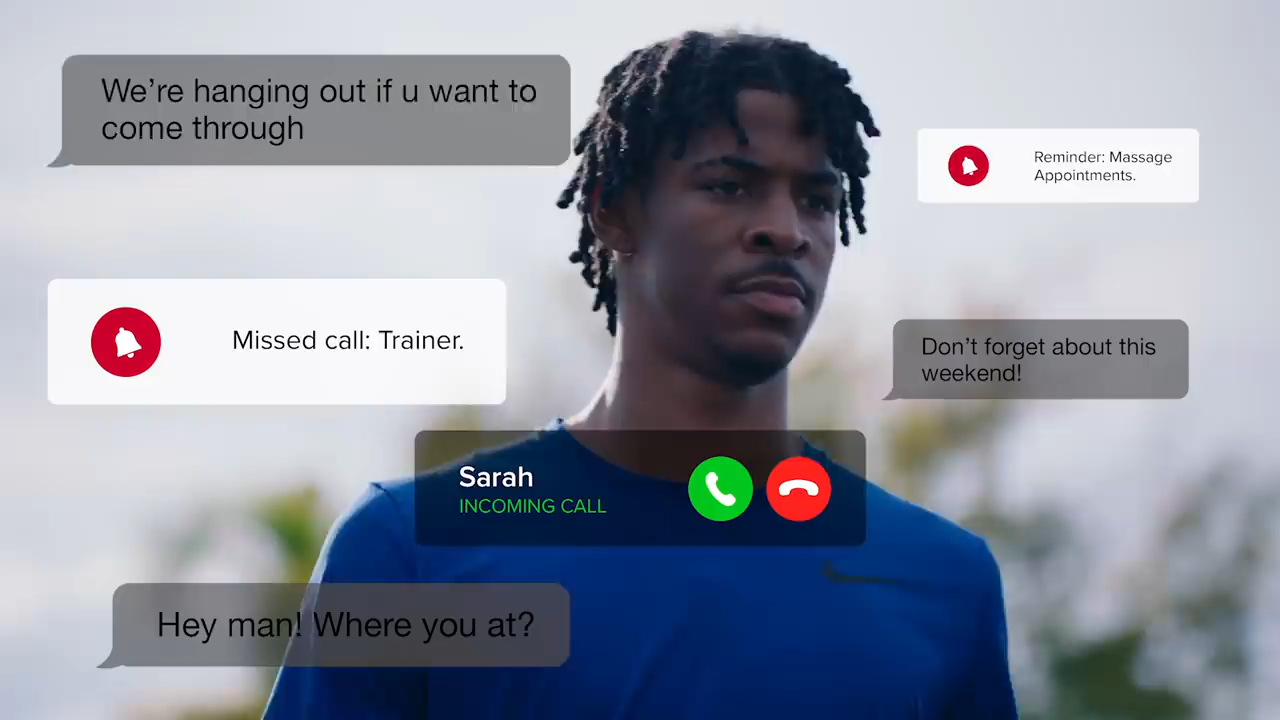 We're hanging out if u want to
come through
Reminder: Massage
Appointments.
Missed call: Trainer.
Don't forget about this
weekend!
Sarah
INCOMING CALL
Hey man! Where you at?